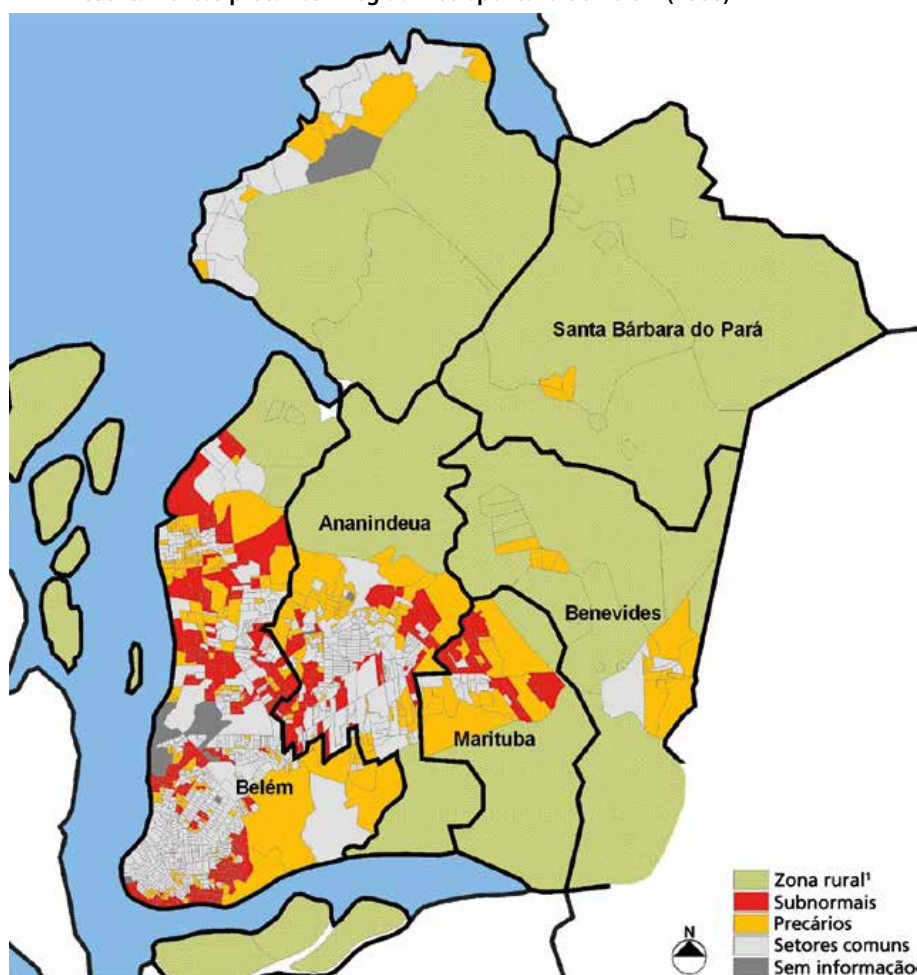 Santa Bárbara do Pará
Ananindeua
Benevides
Marituba
Belém
Zona rural¹
Subnormais
Precários
Setores comuns
Sem informação
N